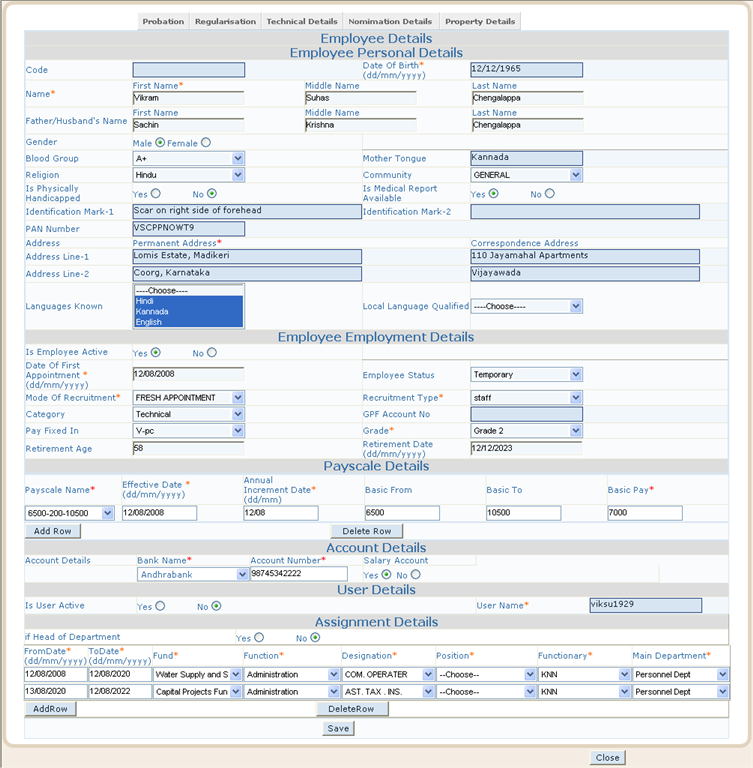 Probation Regularisation Technical Details Nomimation Details Property Details
Employee Details
Employee Personal Details
Code Date Of Birth* (dd/mm/yyyy) 12/12/1965
First Name* Middle Name Last Name
Name* Vikram Suhas Chengalappa
First Name Middle Name Last Name
Father/Husband's Name Sachin Krishna Chengalappa
Gender Male Female
Blood Group A+ Mother Tongue Kannada
Religion Hindu Community GENERAL
Is Physically Handicapped Yes No Is Medical Report Available Yes No
Identification Mark-1 Scar on right side of forehead Identification Mark-2
PAN Number VSCPPNOWT9
Address Permanent Address* Correspondence Address
Address Line-1 Lomis Estate, Madikeri 110 Jayamahal Apartments
Address Line-2 Coorg, Karnataka Vijayawada
----Choose----
Hindi
Languages Known Kannada Local Language Qualified ----Choose----
English
Employee Employment Details
Is Employee Active Yes No
Date Of First Appointment * (dd/mm/yyyy) 12/08/2008 Employee Status Temporary
Mode Of Recruitment* FRESH APPOINTMENT Recruitment Type* staff
Category Technical GPF Account No
Pay Fixed In V-pc Grade* Grade 2
Retirement Age 58 Retirement Date (dd/mm/yyyy) 12/12/2023
Payscale Details
Payscale Name* Effective Date * (dd/mm/yyyy) Annual Increment Date* (dd/mm) Basic From Basic To Basic Pay*
6500-200-10500 12/08/2008 12/08 6500 10500 7000
Add Row Delete Row
Account Details
Account Details Bank Name* Account Number* Salary Account
Andhrabank 98745342222 Yes No
User Details
Is User Active Yes No User Name* viksu1929
Assignment Details
if Head of Department Yes No
FromDate* (dd/mm/yyyy) ToDate* (dd/mm/yyyy) Fund* Function* Designation* Position* Functionary* Main Department*
12/08/2008 12/08/2020 Water Supply and S Administration COM. OPERATER --Choose-- KNN Personnel Dept
13/08/2020 12/08/2022 Capital Projects Fun Administration AST. TAX . INS. --Choose-- KNN Personnel Dept
AddRow DeleteRow
Save
Close